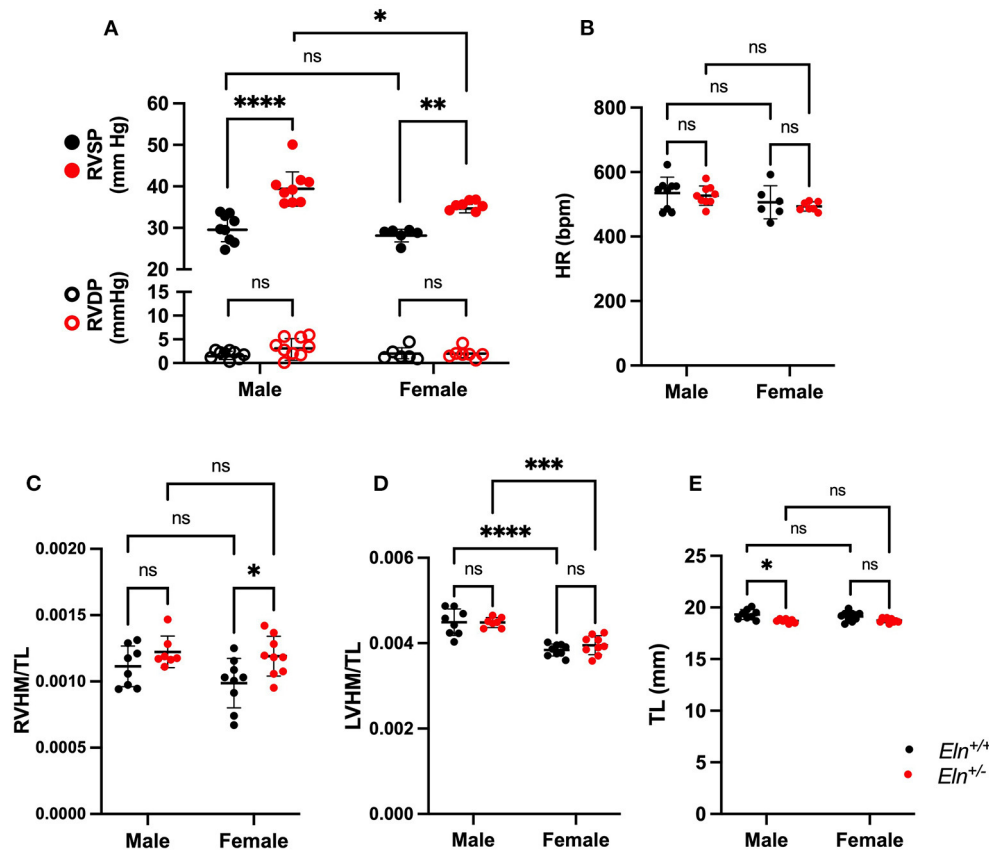 A
*
ns
****
**
60
50
40
30
20
RVSP
(mm Hg)
ns
ns
15
10
5
0
RVDP
(mmHg)
Male
Female
B
ns
ns
ns
ns
800
600
400
200
0
HR (bpm)
Male
Female
C
ns
ns
ns
*
0.0020
0.0015
0.0010
0.0005
0.0000
RVHM/TL
Male
Female
D
***
****
ns
ns
0.006
0.004
0.002
0.000
LVHM/TL
Male
Female
E
ns
ns
*
ns
25
20
15
10
5
0
TL (mm)
Male
Female
Eln+/+
Eln+/-